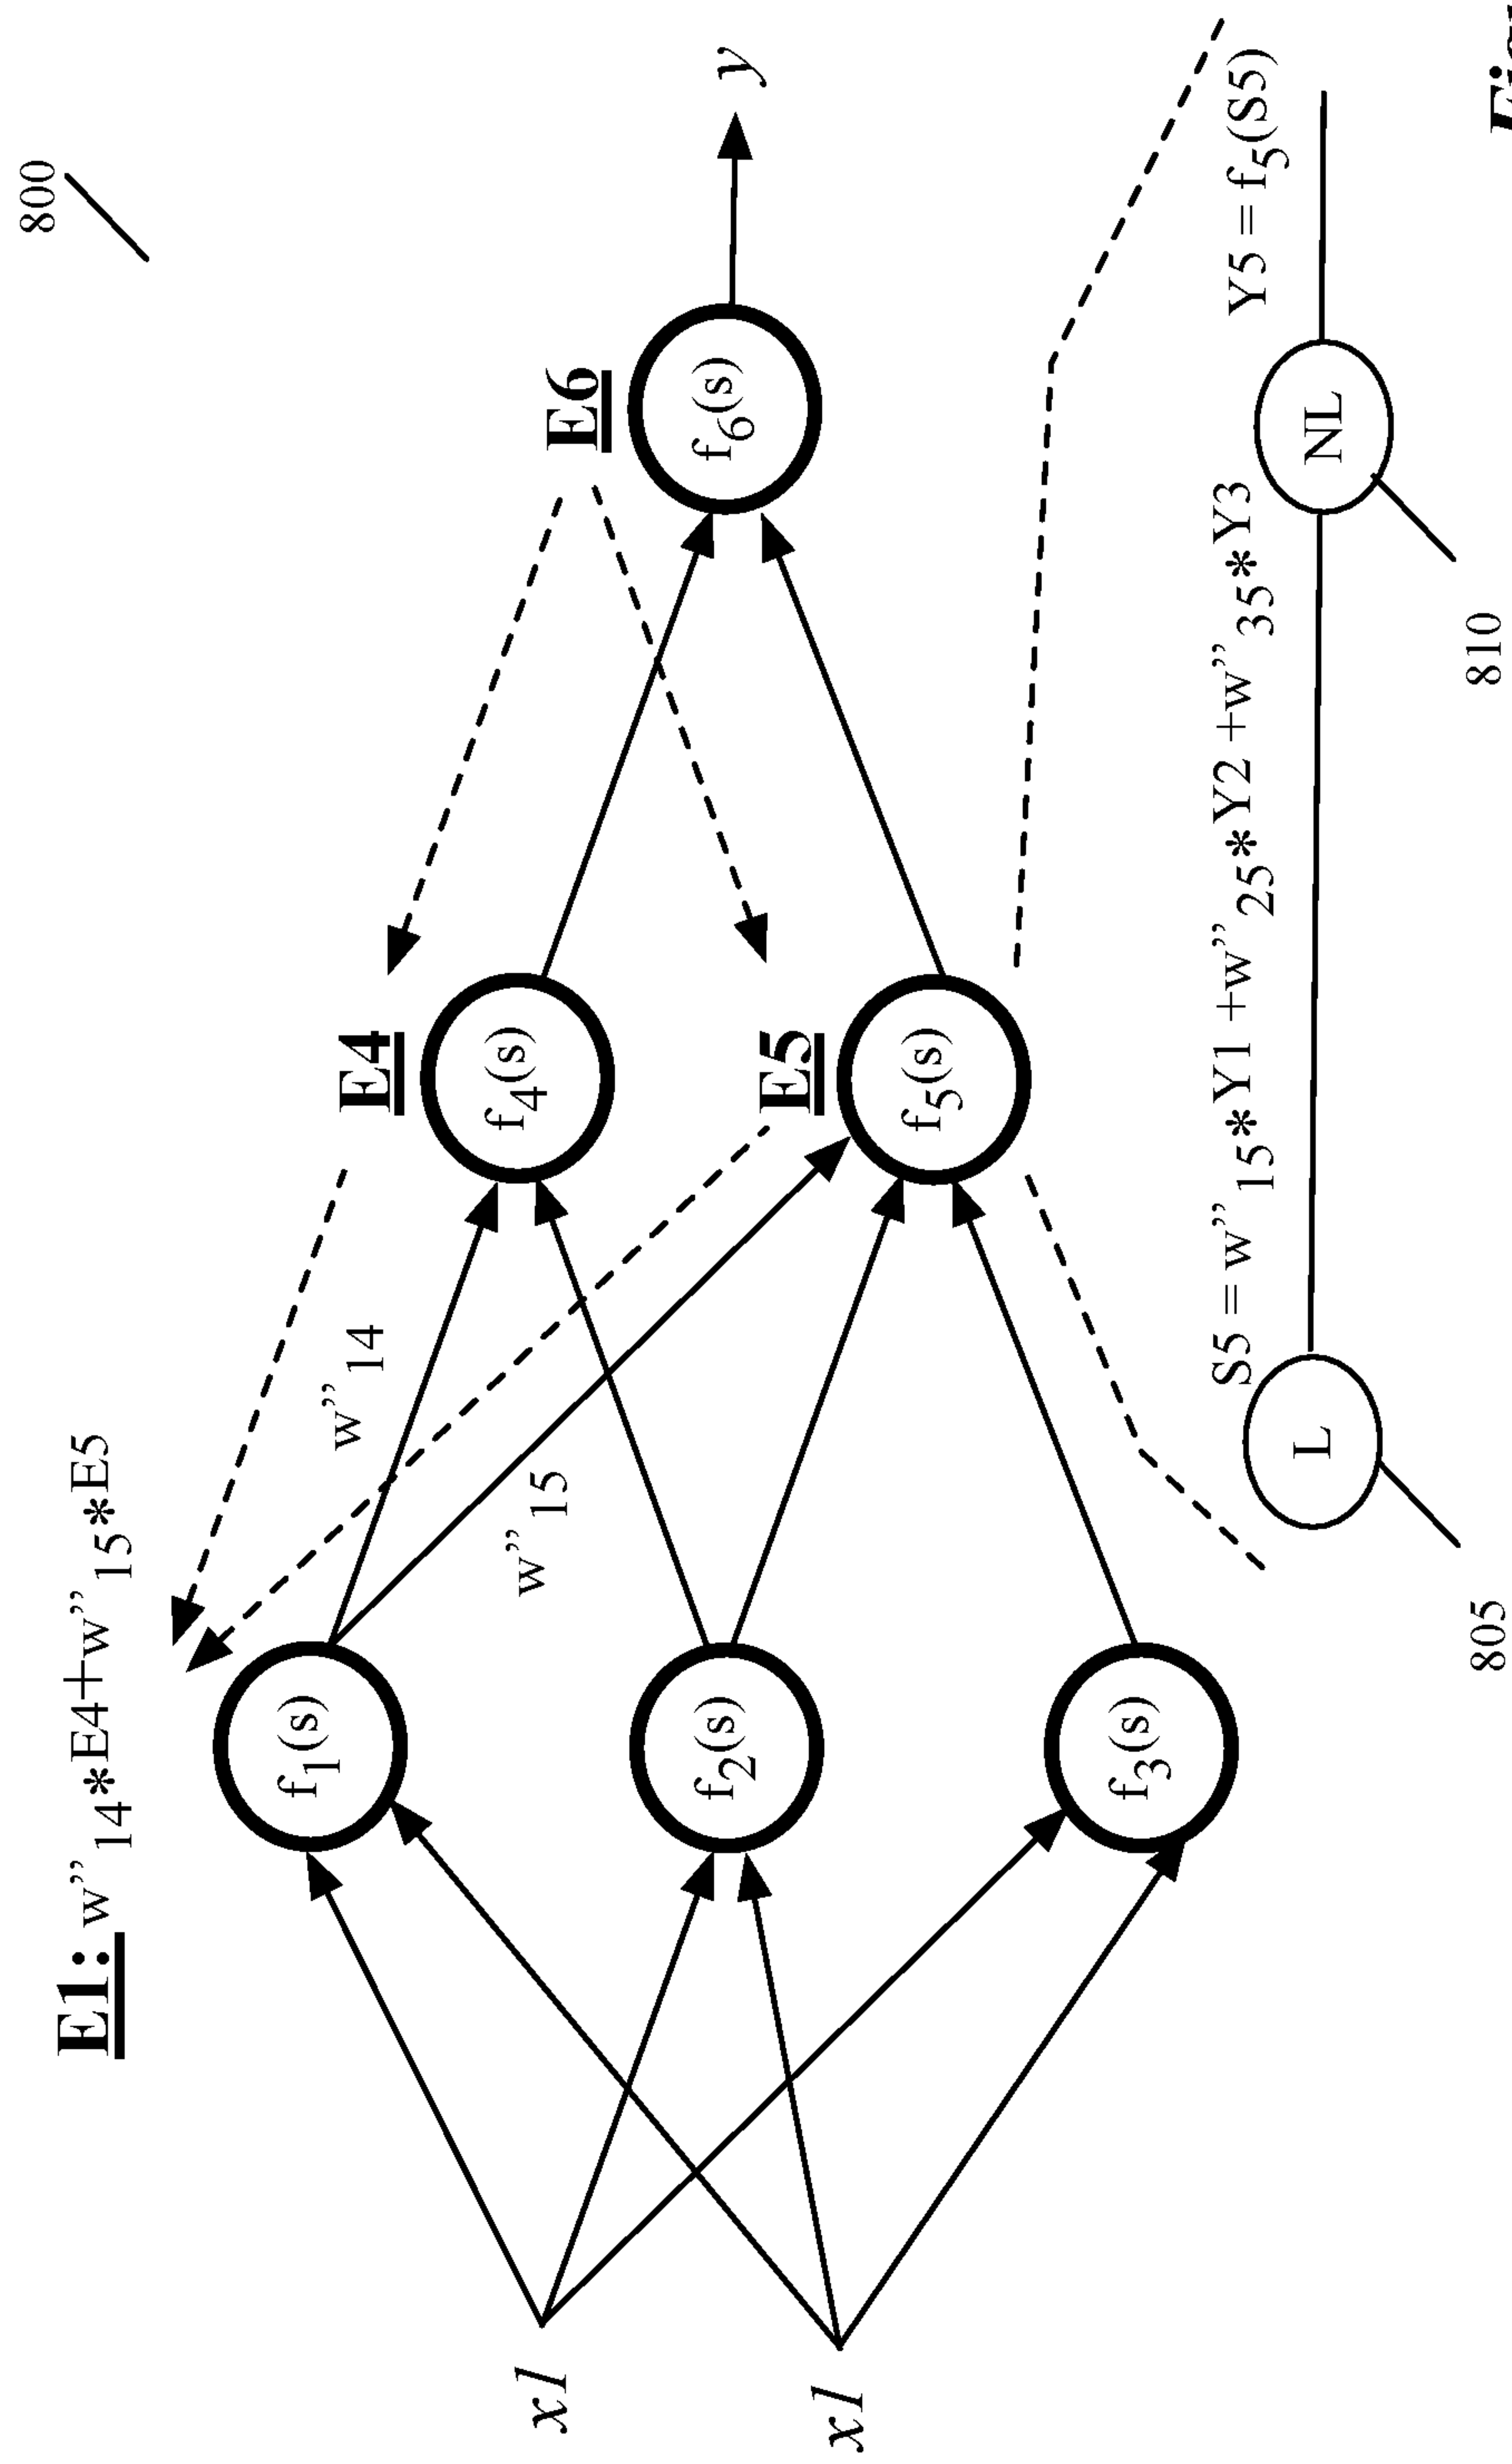 800
E1: w” 14*E4+w” 15*E5
E4
w” 14
E6
f1(s)
f4(s)
x1
w” 15
E5
f6(s)
y
f2(s)
x1
f5(s)
f3(s)
S5 = w” 15*Y1 +w” 25*Y2 +w” 35*Y3
Y5 = f5(S5)
L
NL
805
810